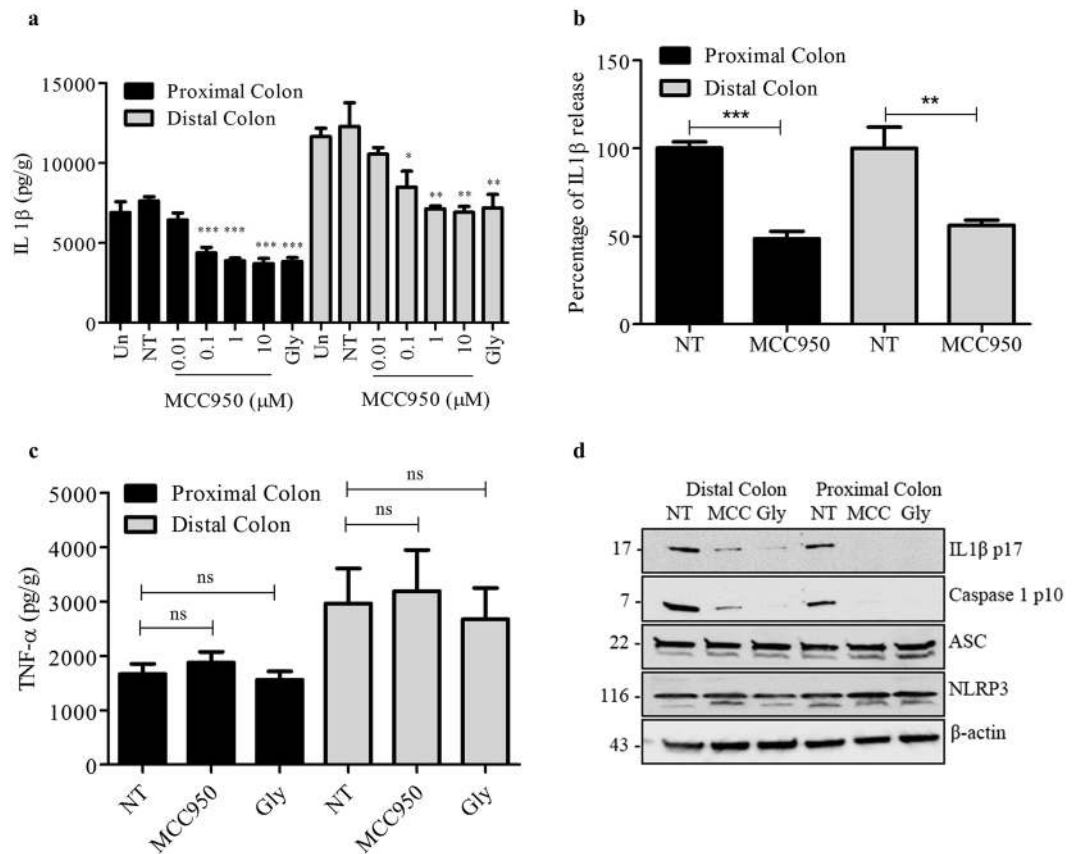 a
15000
10000
5000
0
IL 1β (pg/g)
Proximal Colon
Distal Colon
*** *** *** ***
* ** ** **
Un NT 0.01 0.1 1 10 Gly Un NT 0.01 0.1 1 10 Gly
MCC950 (μM) MCC950 (μM)
b
150
100
50
0
Percentage of IL1β release
Proximal Colon
Distal Colon
*** **
NT MCC950 NT MCC950
c
5000
4000
3000
2000
1000
0
TNF-α (pg/g)
Proximal Colon
Distal Colon
ns
ns
ns
ns
NT MCC950 Gly NT MCC950 Gly
d
Distal Colon Proximal Colon
NT MCC Gly NT MCC Gly
17 - IL1β p17
7 - Caspase 1 p10
22 - ASC
116 - NLRP3
43 - β-actin